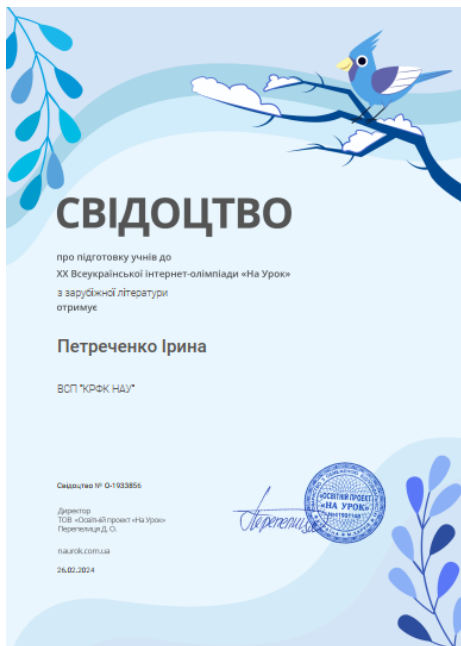 СВІДОЦТВО
про підготовку учнів до
XX Всеукраїнської інтернет-олімпіади «На Урок»
з зарубіжної літератури
отримує
Петреченко Ірина
ВСП "КРФК НАУ"
Свідоцтво № О-1933856
Директор
ТОВ «Освітній проект «На Урок»
Перепелиця Д. О.
naurok.com.ua
26.02.2024
«ОСВІТНІЙ ПРОЕКТ
«НА УРОК»